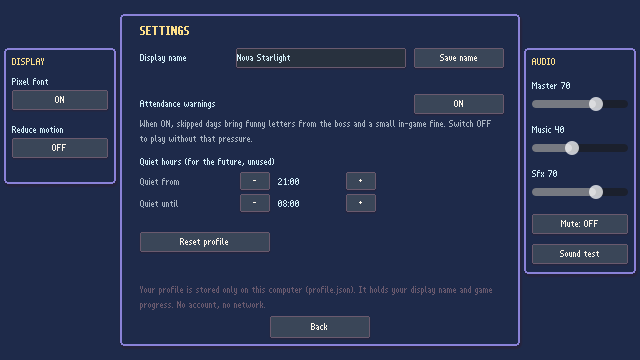 DISPLAY
Pixel font
ON
Reduce motion
OFF
SETTINGS
Display name
Nova Starlight
Save name
Attendance warnings
ON
When ON, skipped days bring funny letters from the boss and a small in-game fine. Switch OFF
to play without that pressure.
Quiet hours (for the future, unused)
Quiet from
-
21:00
+
Quiet until
-
08:00
+
Reset profile
Your profile is stored only on this computer (profile.json). It holds your display name and game
progress. No account, no network.
Back
AUDIO
Master 70
Music 40
Sfx 70
Mute: OFF
Sound test